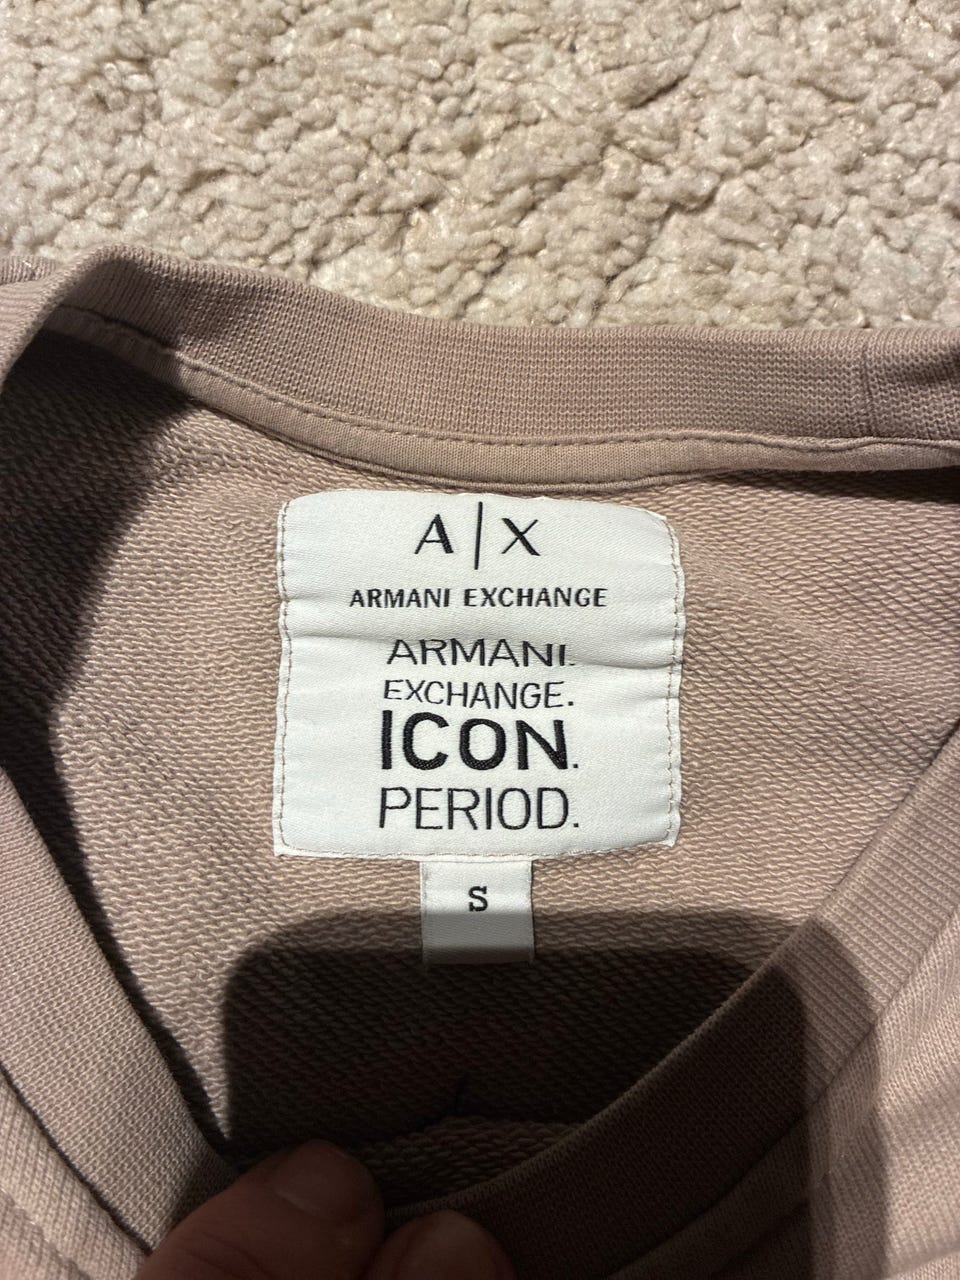 A|X
ARMANI EXCHANGE
ARMANI.
EXCHANGE.
ICON.
PERIOD.
S